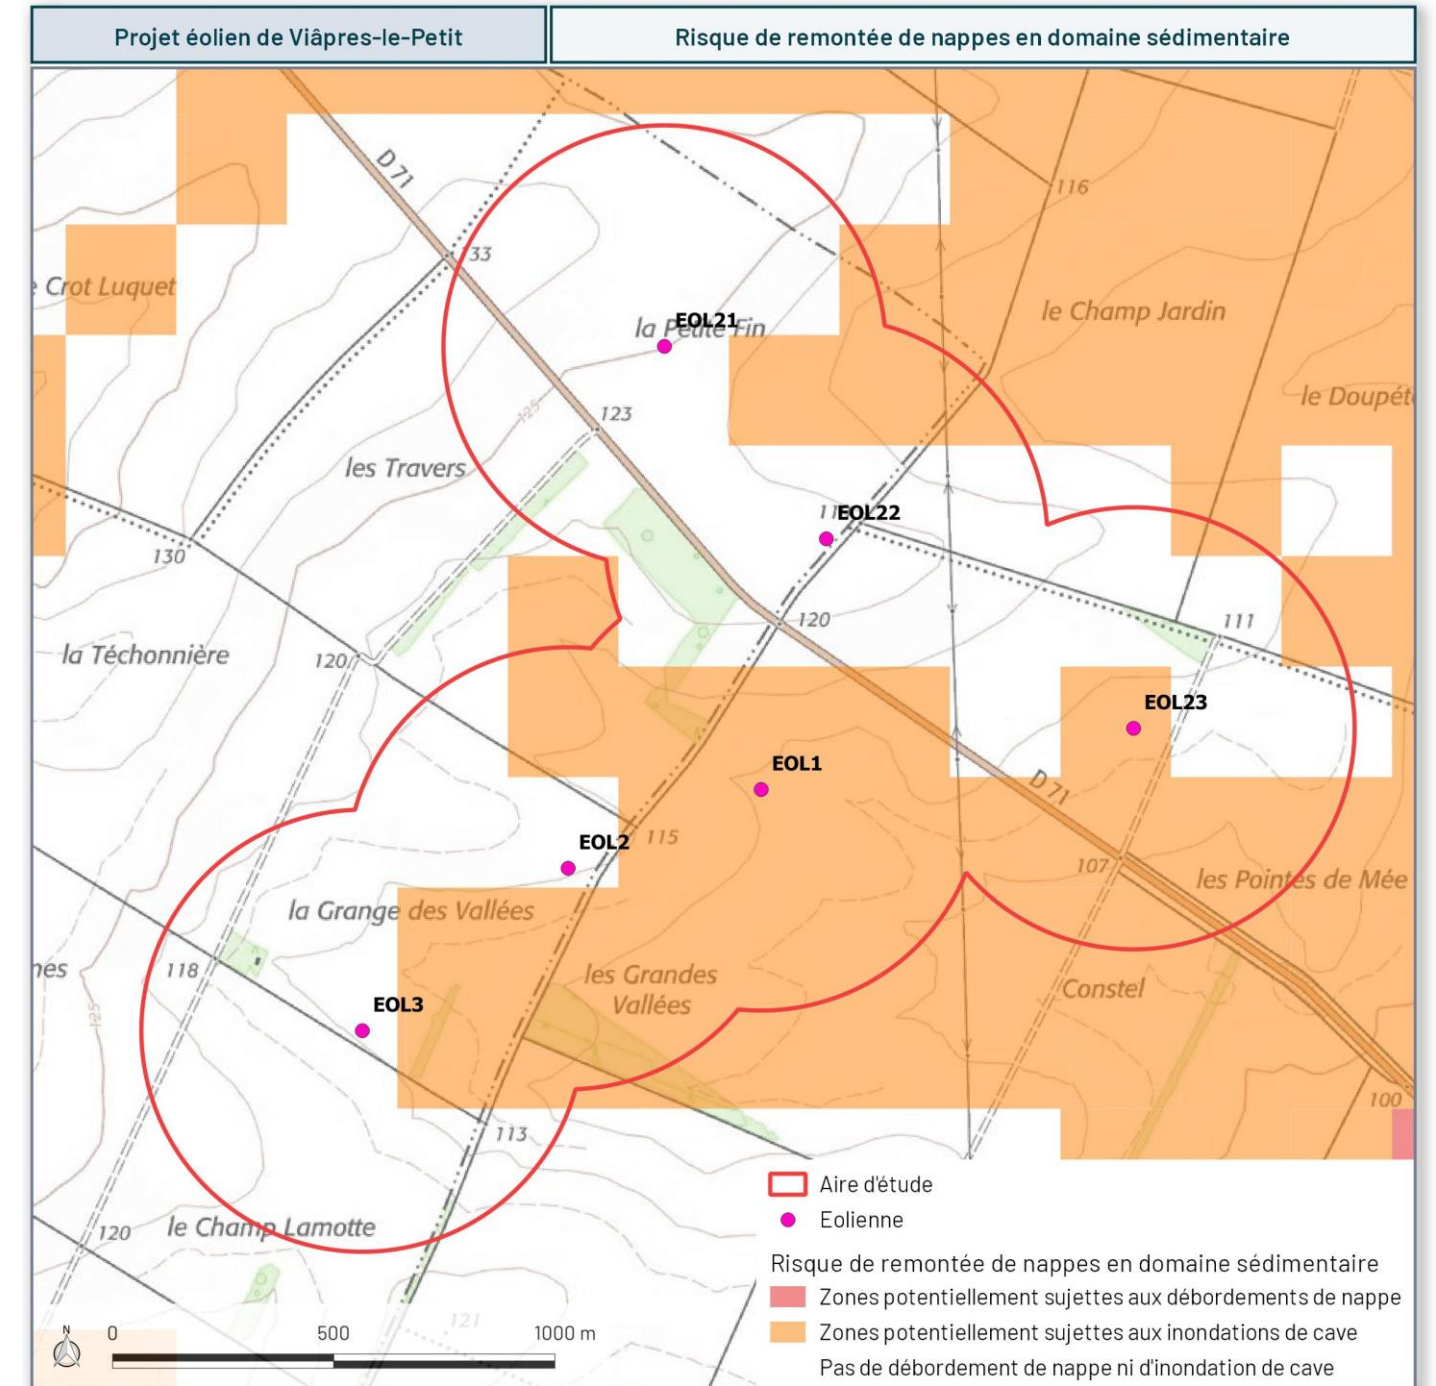 Projet éolien de Viâpres-le-Petit
Risque de remontée de nappes en domaine sédimentaire
D 71
116
133
Crot Luquet
le Champ Jardin
EOL21
la Petite Fin
le Doupét
125
123
les Travers
EOL22
130
120
111
la Téchonnière
120
EOL23
EOL1
D 71
EOL2
115
107
les Pointes de Mée
la Grange des Vallées
nes
118
les Grandes
Vallées
Constel
EOL3
125
100
113
120
le Champ Lamotte
121
Aire d'étude
Eolienne
Risque de remontée de nappes en domaine sédimentaire
Zones potentiellement sujettes aux débordements de nappe
Zones potentiellement sujettes aux inondations de cave
Pas de débordement de nappe ni d'inondation de cave
N
0 500 1000 m